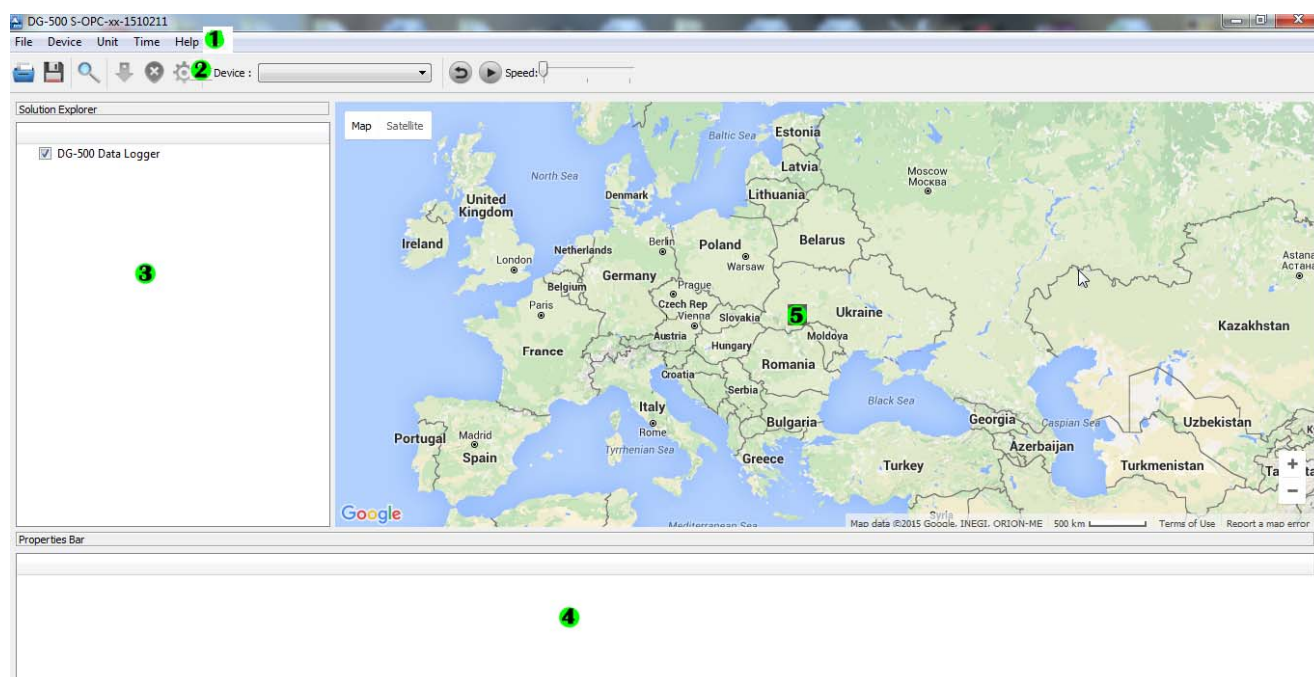 DG-500 S-OPC-xx-1510211
File Device Unit Time Help 1
2 Device : Speed:
Solution Explorer
DG-500 Data Logger
3
Map Satellite
Baltic Sea
Estonia
Latvia
Moscow
Москва
North Sea
Denmark
Lithuania
United
Kingdom
Ireland
Netherlands
Berlin
Poland
Belarus
London
Warsaw
Astana
Астана
Germany
Belgium
Prague
Paris
Czech Rep
Vienna
Slovakia
5
Ukraine
Kazakhstan
Austria
Hungary
Moldova
France
Romania
Croatia
Serbia
Italy
Black Sea
Rome
Bulgaria
Georgia
Caspian Sea
Uzbekistan
Portugal
Madrid
Spain
Tyrrhenian Sea
Greece
Turkey
Azerbaijan
Turkmenistan
+
−
Google
Mediterranean Sea
Syria
Map data ©2015 Google, INEGI, ORION-ME 500 km Terms of Use Report a map error
Properties Bar
4